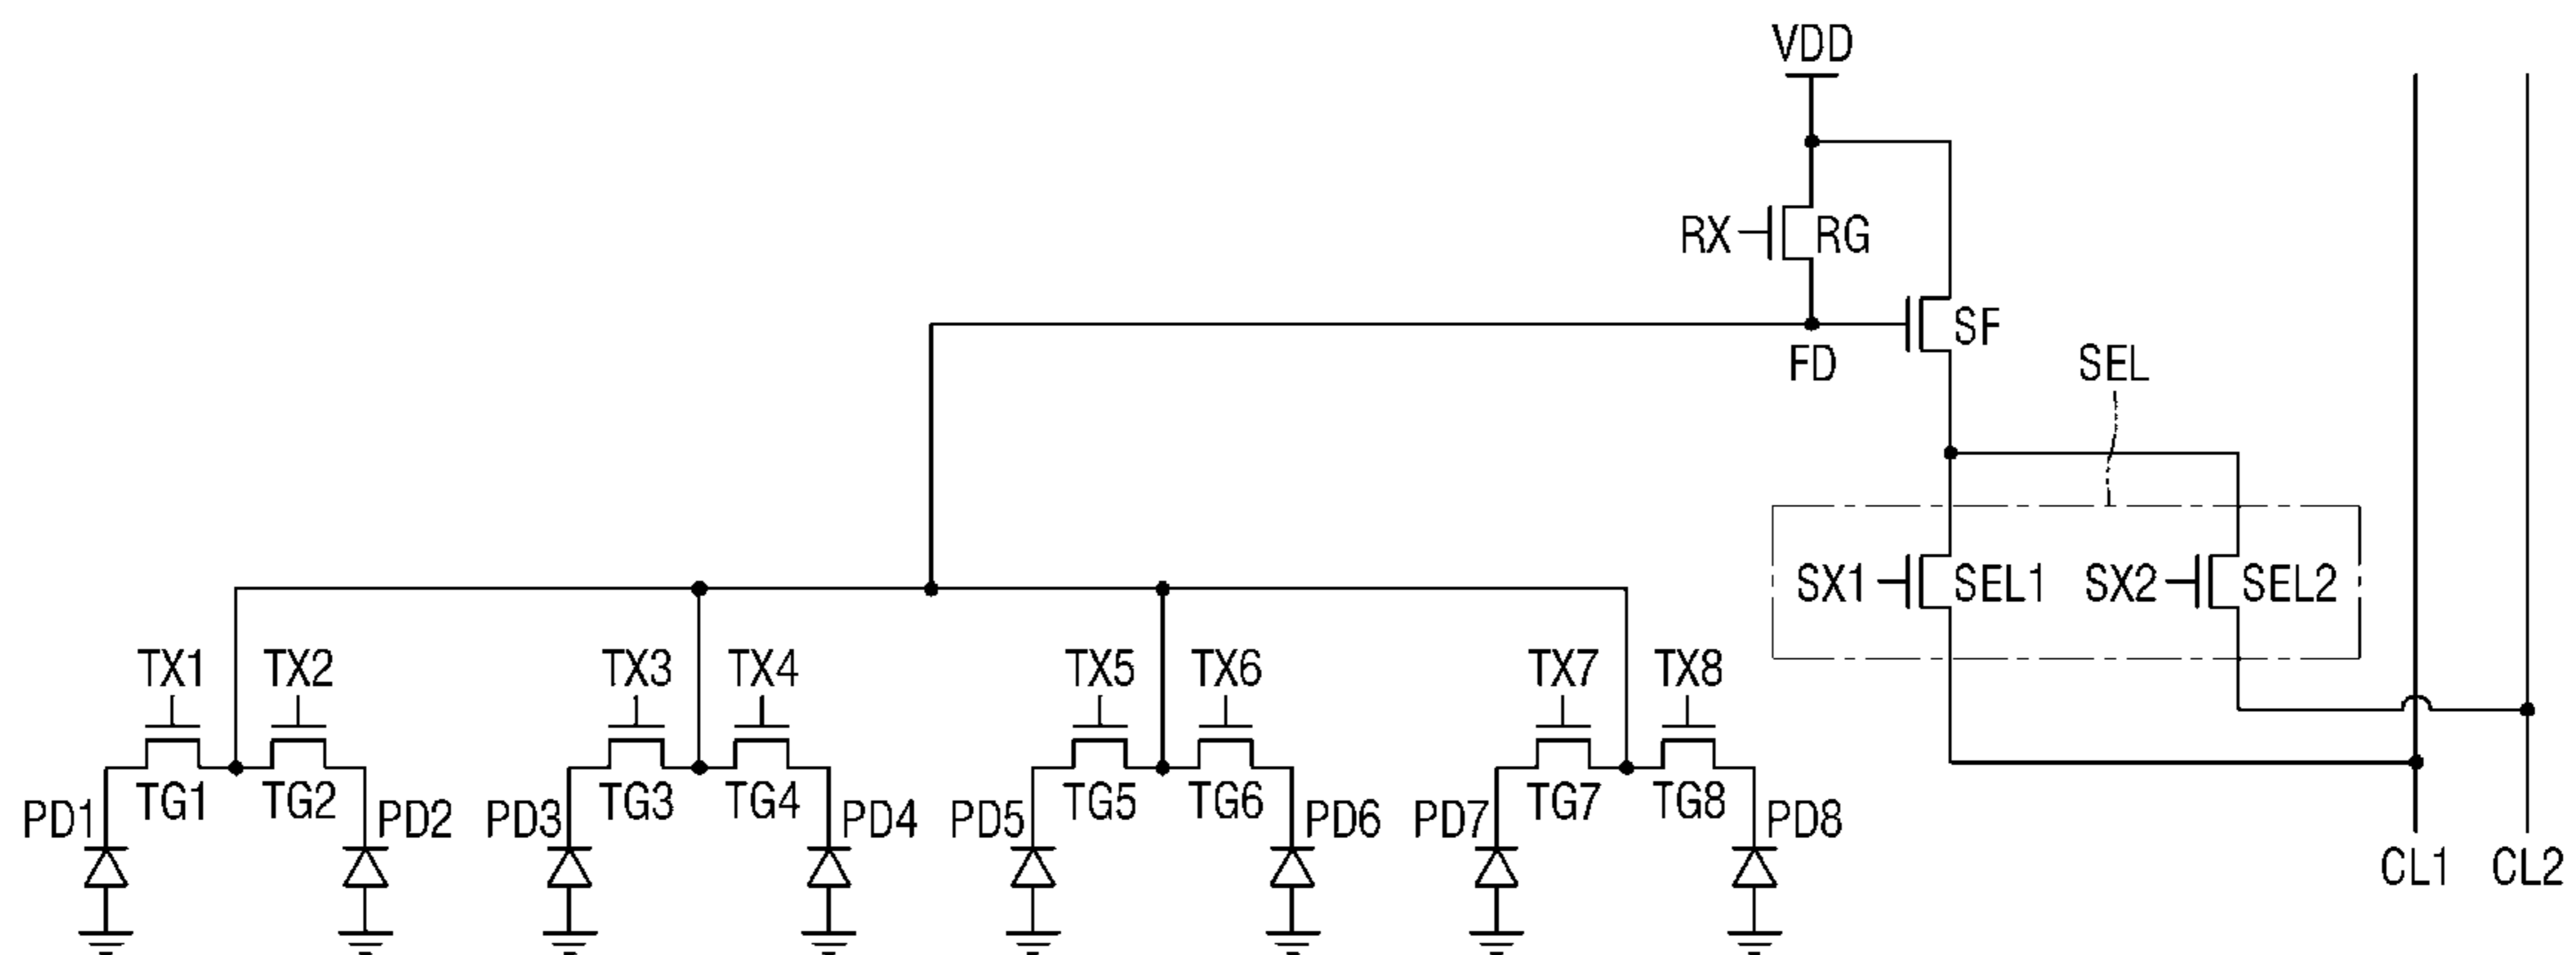 VDD
RX RG
SF
FD
SEL
SX1 SEL1 SX2 SEL2
TX1 TX2 TX3 TX4 TX5 TX6 TX7 TX8
TG1 TG2 TG3 TG4 TG5 TG6 TG7 TG8
PD1 PD2 PD3 PD4 PD5 PD6 PD7 PD8
CL1 CL2